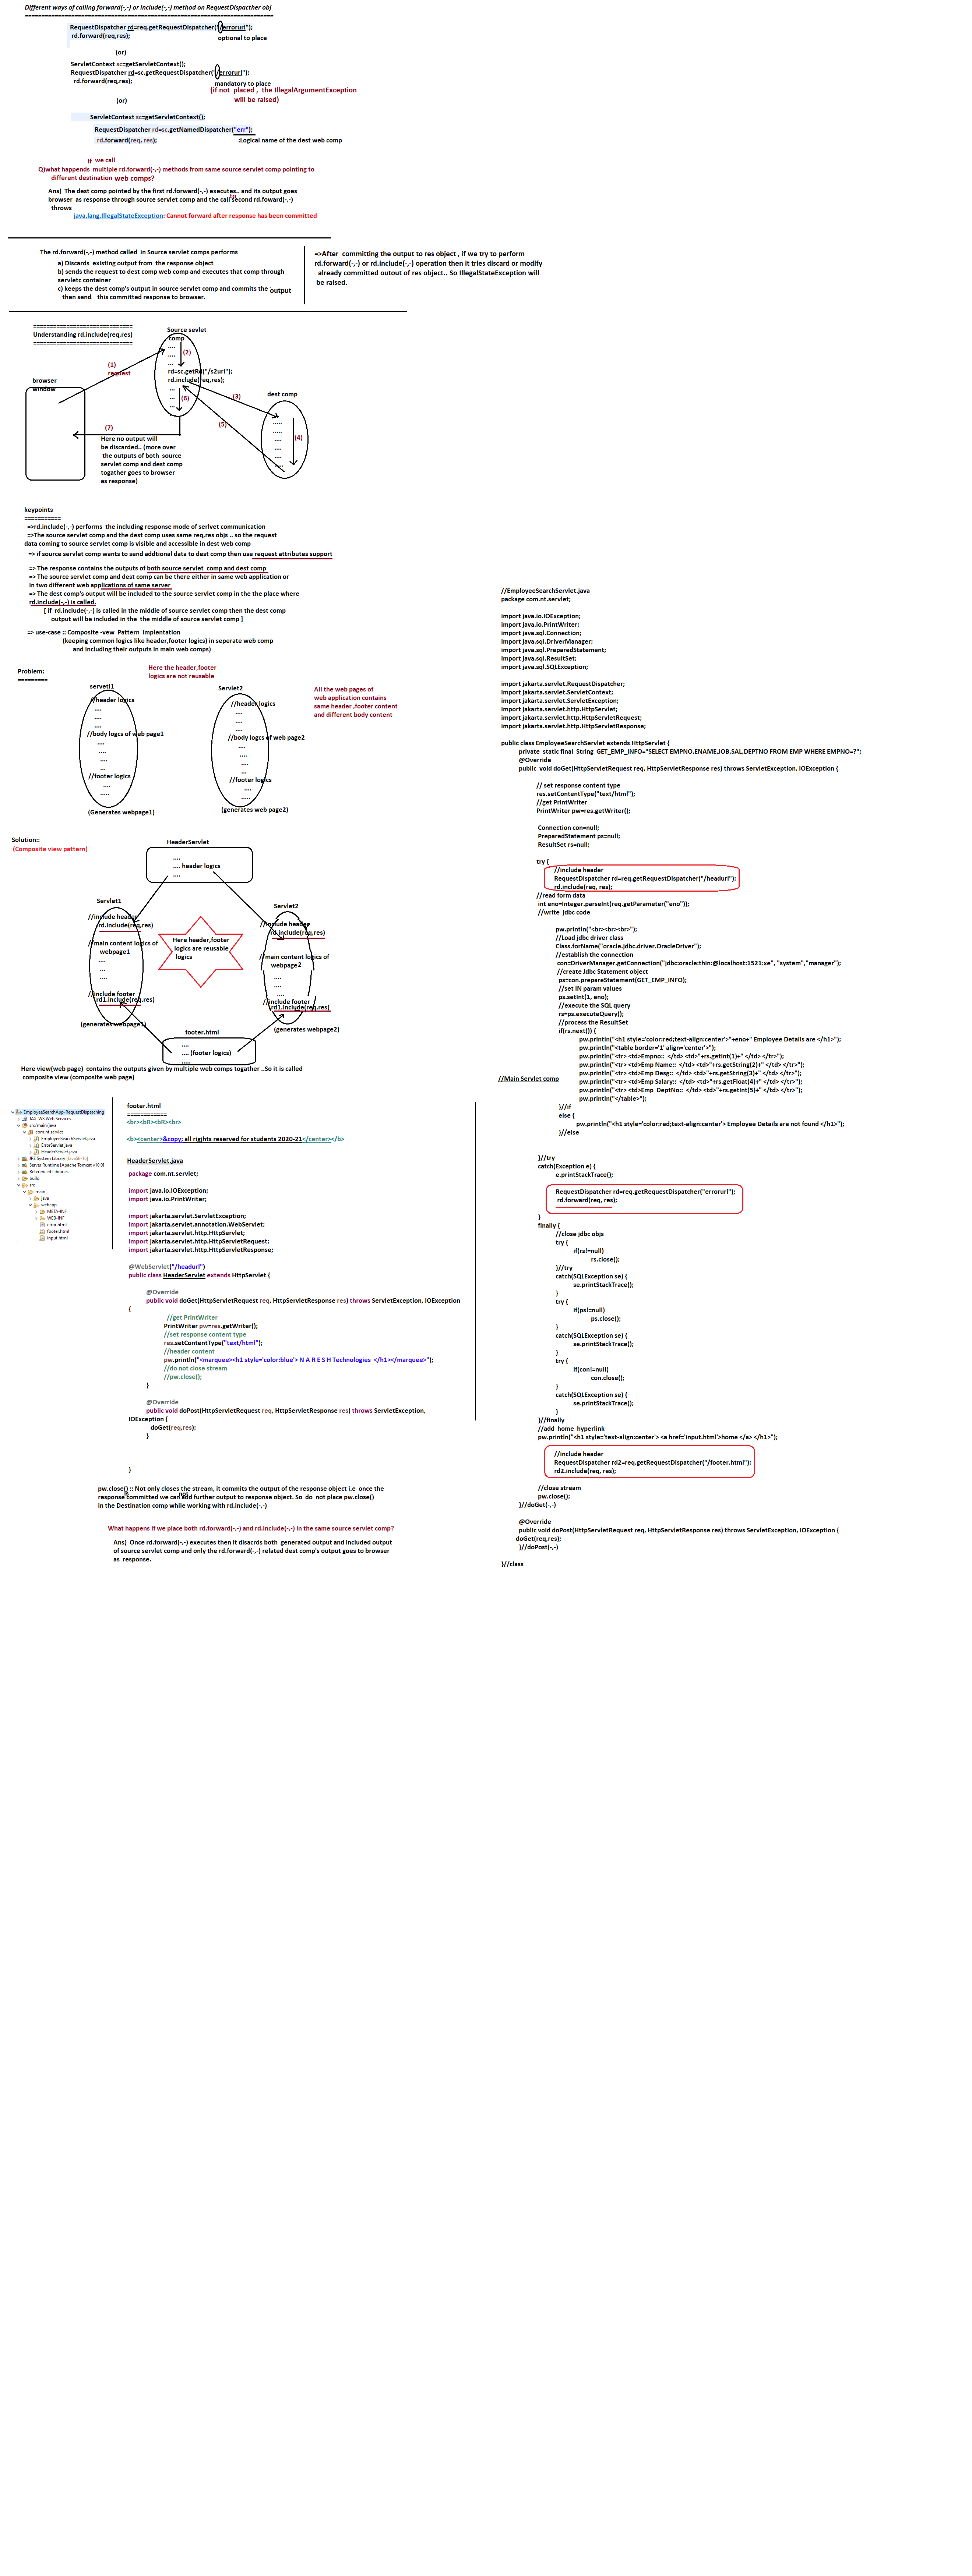 Different ways of calling forward(-,-) or include(-,-) method on RequestDispacther obj
===========================================================================
RequestDispatcher rd=req.getRequestDispatcher("/errorurl");
rd.forward(req,res);
optional to place
(or)
ServletContext sc=getServletContext();
RequestDispatcher rd=sc.getRequestDispatcher("/errorurl");
rd.forward(req,res);
mandatory to place
(if not placed , the IllegalArgumentException
will be raised)
(or)
ServletContext sc=getServletContext();
RequestDispatcher rd=sc.getNamedDispatcher("err");
rd.forward(req, res);
:Logical name of the dest web comp
if we call
Q)what happends multiple rd.forward(-,-) methods from same source servlet comp pointing to
different destination web comps?
Ans) The dest comp pointed by the first rd.forward(-,-) executes.. and its output goes
to
browser as response through source servlet comp and the call second rd.foward(-,-)
throws
java.lang.IllegalStateException: Cannot forward after response has been committed
The rd.forward(-,-) method called in Source servlet comps performs
a) Discards existing output from the response object
b) sends the request to dest comp web comp and executes that comp through
servletc container
c) keeps the dest comp's output in source servlet comp and commits the output
then send this committed response to browser.
=>After committing the output to res object , if we try to perform
rd.forward(-,-) or rd.include(-,-) operation then it tries discard or modify
already committed outout of res object.. So IllegalStateException will
be raised.
==============================
Understanding rd.include(req,res)
==============================
Source sevlet
comp
....
....
...
(2)
(1)
request
rd=sc.getRd("/s2url");
rd.include(req,res);
browser
window
...
...
...
(6)
(3)
dest comp
(5)
.....
.....
....
....
....
.....
(4)
(7)
Here no output will
be discarded.. (more over
the outputs of both source
servlet comp and dest comp
togather goes to browser
as response)
keypoints
===========
=>rd.include(-,-) performs the including response mode of serlvet communication
=>The source servlet comp and the dest comp uses same req,res objs .. so the request
data coming to source servlet comp is visible and accessible in dest web comp
=> if source servlet comp wants to send addtional data to dest comp then use request attributes support
=> The response contains the outputs of both source servlet comp and dest comp
=> The source servlet comp and dest comp can be there either in same web application or
in two different web applications of same server
=> The dest comp's output will be included to the source servlet comp in the the place where
rd.include(-,-) is called.
[ if rd.include(-,-) is called in the middle of source servlet comp then the dest comp
output will be included in the the middle of source servlet comp ]
=> use-case :: Composite -vew Pattern implentation
(keeping common logics like header,footer logics) in seperate web comp
and including their outputs in main web comps)
Problem:
=========
Here the header,footer
logics are not reusable
servetl1
//header logics
....
....
....
//body logcs of web page1
....
....
....
...
//footer logics
....
.....
(Generates webpage1)
Servlet2
//header logics
....
....
....
//body logcs of web page2
....
....
....
...
//footer logics
....
.....
(generates web page2)
All the web pages of
web application contains
same header ,footer content
and different body content
Solution::
(Composite view pattern)
HeaderServlet
....
.... header logics
....
Servlet1
//include header
rd.include(req,res)
//main content logics of
webpage1
....
...
....
//include footer
rd1.include(req.res)
(generates webpage1)
Here header,footer
logics are reusable
logics
Servlet2
//include header
rd.include(req,res)
//main content logics of
webpage2
....
....
....
//include footer
rd1.include(req.res)
(generates webpage2)
footer.html
....
.... (footer logics)
.....
Here view(web page) contains the outputs given by multiple web comps togather ..So it is called
composite view (composite web page)
EmployeeSearchApp-RequestDispatching
JAX-WS Web Services
src/main/java
com.nt.servlet
EmployeeSearchServlet.java
ErrorServlet.java
HeaderServlet.java
JRE System Library [JavaSE-16]
Server Runtime [Apache Tomcat v10.0]
Referenced Libraries
build
src
main
java
webapp
META-INF
WEB-INF
error.html
footer.html
input.html
footer.html
============
<br><bR><bR><br>
<b><center>&copy; all rigjhts reserved for students 2020-21</center></b>
HeaderServlet.java
package com.nt.servlet;
import java.io.IOException;
import java.io.PrintWriter;
import jakarta.servlet.ServletException;
import jakarta.servlet.annotation.WebServlet;
import jakarta.servlet.http.HttpServlet;
import jakarta.servlet.http.HttpServletRequest;
import jakarta.servlet.http.HttpServletResponse;
@WebServlet("/headurl")
public class HeaderServlet extends HttpServlet {
@Override
public void doGet(HttpServletRequest req, HttpServletResponse res) throws ServletException, IOException
{
//get PrintWriter
PrintWriter pw=res.getWriter();
//set response content type
res.setContentType("text/html");
//header content
pw.println("<marquee><h1 style='color:blue'> N A R E S H Technologies </h1></marquee>");
//do not close stream
//pw.close();
}
@Override
public void doPost(HttpServletRequest req, HttpServletResponse res) throws ServletException,
IOException {
doGet(req,res);
}
}
pw.close() :: Not only closes the stream, it commits the output of the response object i.e once the
is not
response committed we can add further output to response object. So do not place pw.close()
in the Destination comp while working with rd.include(-,-)
What happens if we place both rd.forward(-,-) and rd.include(-,-) in the same source servlet comp?
Ans) Once rd.forward(-,-) executes then it disacrds both generated output and included output
of source servlet comp and only the rd.forward(-,-) related dest comp's output goes to browser
as response.
//Main Servlet comp
//EmployeeSearchServlet.java
package com.nt.servlet;
import java.io.IOException;
import java.io.PrintWriter;
import java.sql.Connection;
import java.sql.DriverManager;
import java.sql.PreparedStatement;
import java.sql.ResultSet;
import java.sql.SQLException;
import jakarta.servlet.RequestDispatcher;
import jakarta.servlet.ServletContext;
import jakarta.servlet.ServletException;
import jakarta.servlet.http.HttpServlet;
import jakarta.servlet.http.HttpServletRequest;
import jakarta.servlet.http.HttpServletResponse;
public class EmployeeSearchServlet extends HttpServlet {
private static final String GET_EMP_INFO="SELECT EMPNO,ENAME,JOB,SAL,DEPTNO FROM EMP WHERE EMPNO=?";
@Override
public void doGet(HttpServletRequest req, HttpServletResponse res) throws ServletException, IOException {
// set response content type
res.setContentType("text/html");
//get PrintWriter
PrintWriter pw=res.getWriter();
Connection con=null;
PreparedStatement ps=null;
ResultSet rs=null;
try {
//include header
RequestDispatcher rd=req.getRequestDispatcher("/headurl");
rd.include(req, res);
//read form data
int eno=Integer.parseInt(req.getParameter("eno"));
//write jdbc code
pw.println("<br><br><br>");
//Load jdbc driver class
Class.forName("oracle.jdbc.driver.OracleDriver");
//establish the connection
con=DriverManager.getConnection("jdbc:oracle:thin:@localhost:1521:xe", "system","manager");
//create Jdbc Statement object
ps=con.prepareStatement(GET_EMP_INFO);
//set IN param values
ps.setInt(1, eno);
//execute the SQL query
rs=ps.executeQuery();
//process the ResultSet
if(rs.next()) {
pw.println("<h1 style='color:red;text-align:center'>"+eno+" Employee Details are </h1>");
pw.println("<table border='1' align='center'>");
pw.println("<tr> <td>Empno:: </td> <td>"+rs.getInt(1)+" </td> </tr>");
pw.println("<tr> <td>Emp Name:: </td> <td>"+rs.getString(2)+" </td> </tr>");
pw.println("<tr> <td>Emp Desg:: </td> <td>"+rs.getString(3)+" </td> </tr>");
pw.println("<tr> <td>Emp Salary:: </td> <td>"+rs.getFloat(4)+" </td> </tr>");
pw.println("<tr> <td>Emp DeptNo:: </td> <td>"+rs.getInt(5)+" </td> </tr>");
pw.println("</table>");
}//if
else {
pw.println("<h1 style='color:red;text-align:center'> Employee Details are not found </h1>");
}//else
}//try
catch(Exception e) {
e.printStackTrace();
RequestDispatcher rd=req.getRequestDispatcher("errorurl");
rd.forward(req, res);
}
finally {
//close jdbc objs
try {
if(rs!=null)
rs.close();
}//try
catch(SQLException se) {
se.printStackTrace();
}
try {
if(ps!=null)
ps.close();
}
catch(SQLException se) {
se.printStackTrace();
}
try {
if(con!=null)
con.close();
}
catch(SQLException se) {
se.printStackTrace();
}
}//finally
//add home hyperlink
pw.println("<h1 style='text-align:center'> <a href='input.html'>home </a> </h1>");
//include header
RequestDispatcher rd2=req.getRequestDispatcher("/footer.html");
rd2.include(req, res);
//close stream
pw.close();
}//doGet(-,-)
@Override
public void doPost(HttpServletRequest req, HttpServletResponse res) throws ServletException, IOException {
doGet(req,res);
}//doPost(-,-)
}//class